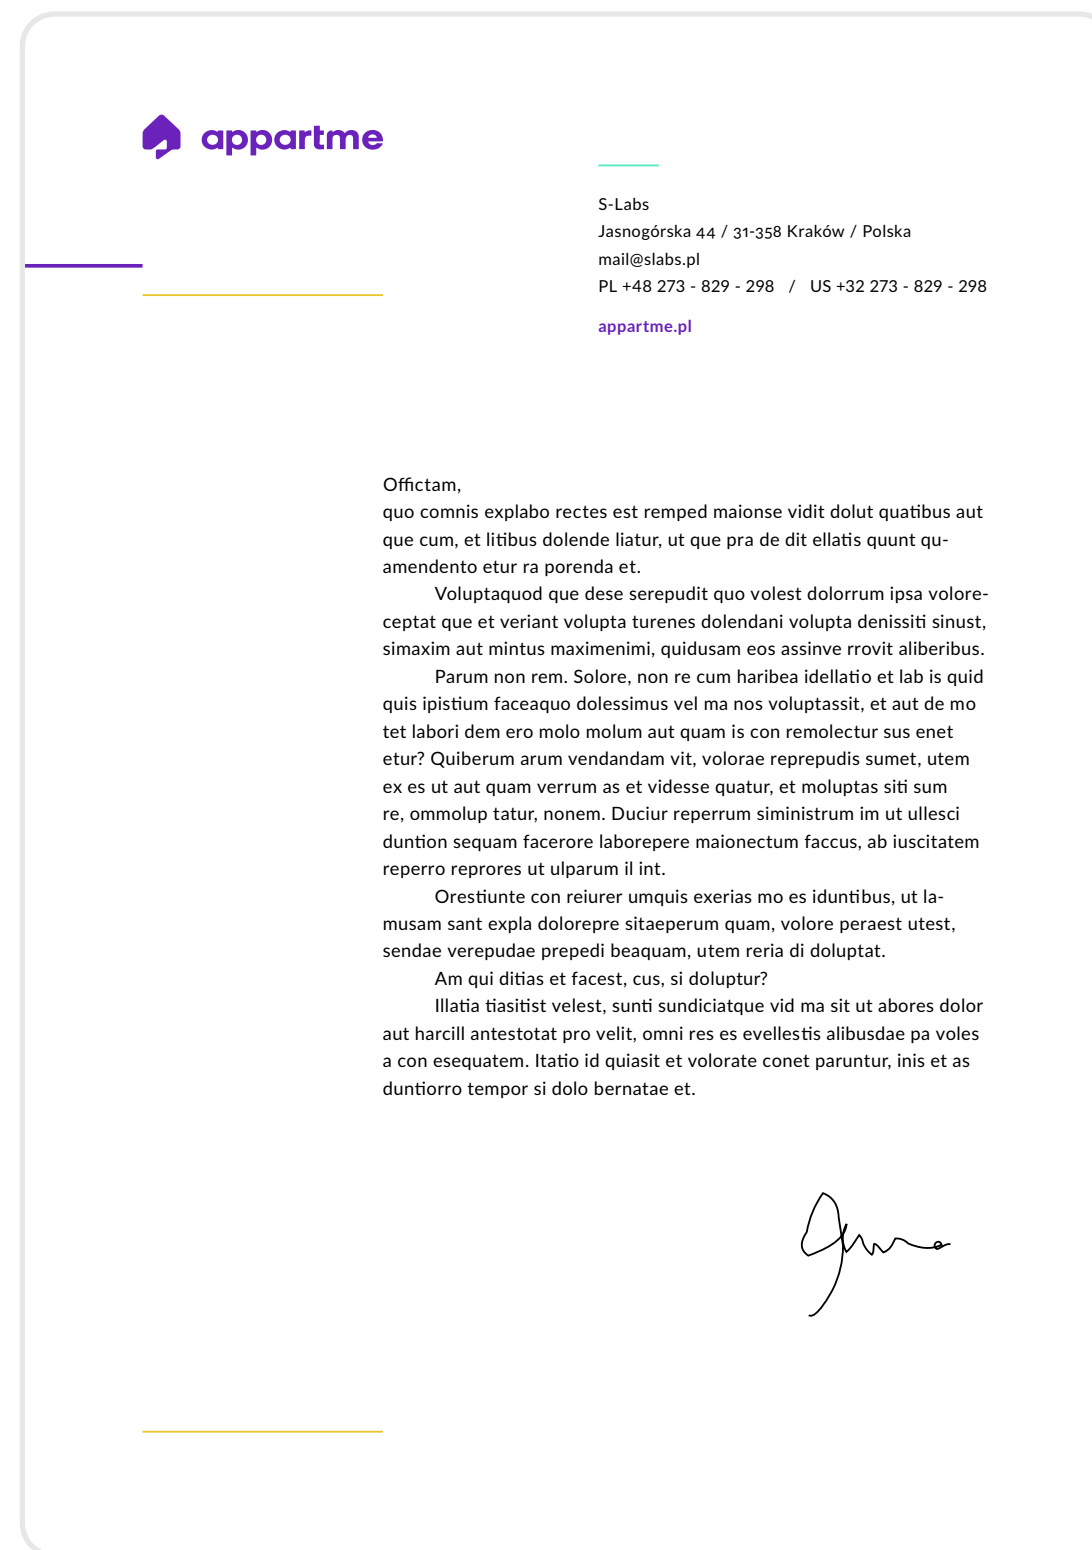 appartme
S-Labs
Jasnogórska 44 / 31-358 Kraków / Polska
mail@slabs.pl
PL +48 273 - 829 - 298 / US +32 273 - 829 - 298
appartme.pl
Offictam,
quo comnis explabo rectes est remped maionse vidit dolut quatibus aut
que cum, et litibus dolende liatur, ut que pra de dit ellatis quunt qu-
amendento etur ra porenda et.
Voluptaquod que dese serepudit quo volest dolorrum ipsa volore-
ceptat que et veriant volupta turenes dolendani volupta denissiti sinust,
simaxim aut mintus maximenimi, quidusam eos assinve rrovit aliberibus.
Parum non rem. Solore, non re cum haribea idellatio et lab is quid
quis ipistium faceaquo dolessimus vel ma nos voluptassit, et aut de mo
tet labori dem ero molo molum aut quam is con remolectur sus enet
etur? Quiberum arum vendandam vit, volorae reprepudis sumet, utem
ex es ut aut quam verrum as et videsse quatur, et moluptas siti sum
re, ommolup tatur, nonem. Duciur reperrum siministrum im ut ullesci
duntion sequam facerore laborepere maionectum faccus, ab iuscitatem
reperro reprores ut ulparum il int.
Orestiunte con reiurer umquis exerias mo es iduntibus, ut la-
musam sant expla dolorepre sitaeperum quam, volore peraest utest,
sendae verepudae prepedi beaquam, utem reria di doluptat.
Am qui ditias et facest, cus, si doluptur?
Illatia tiasitist velest, sunti sundiciatque vid ma sit ut abores dolor
aut harcill antestotat pro velit, omni res es evellestis alibusdae pa voles
a con esequatem. Itatio id quiasit et volorate conet paruntur, inis et as
duntiorro tempor si dolo bernatae et.